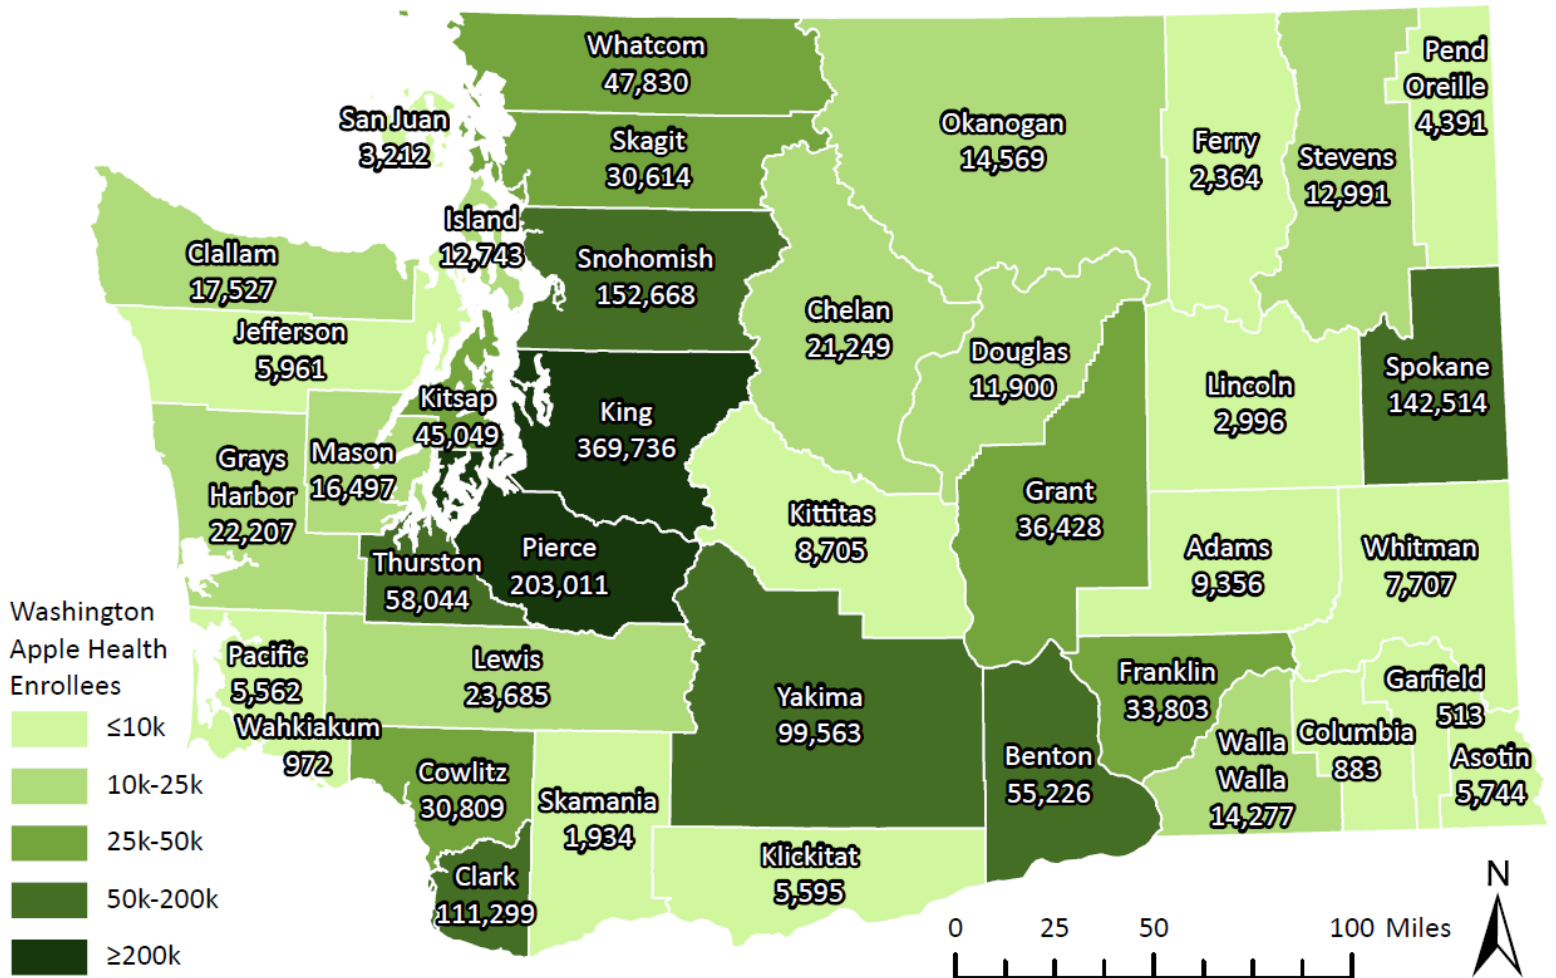 Whatcom
47,830
San Juan
3,212
Skagit
30,614
Okanogan
14,569
Ferry
2,364
Stevens
12,991
Pend
Oreille
4,391
Island
12,743
Clallam
17,527
Snohomish
152,668
Jefferson
5,961
Chelan
21,249
Douglas
11,900
Lincoln
2,996
Spokane
142,514
Kitsap
45,049
King
369,736
Grays
Harbor
22,207
Mason
16,497
Kittitas
8,705
Grant
36,428
Adams
9,356
Whitman
7,707
Thurston
58,044
Pierce
203,011
Pacific
5,562
Lewis
23,685
Yakima
99,563
Franklin
33,803
Garfield
513
Wahkiakum
972
Cowlitz
30,809
Skamania
1,934
Benton
55,226
Walla
Walla
14,277
Columbia
883
Asotin
5,744
Clark
111,299
Klickitat
5,595
Washington
Apple Health
Enrollees
≤10k
10k-25k
25k-50k
50k-200k
≥200k
N
0 25 50 100 Miles